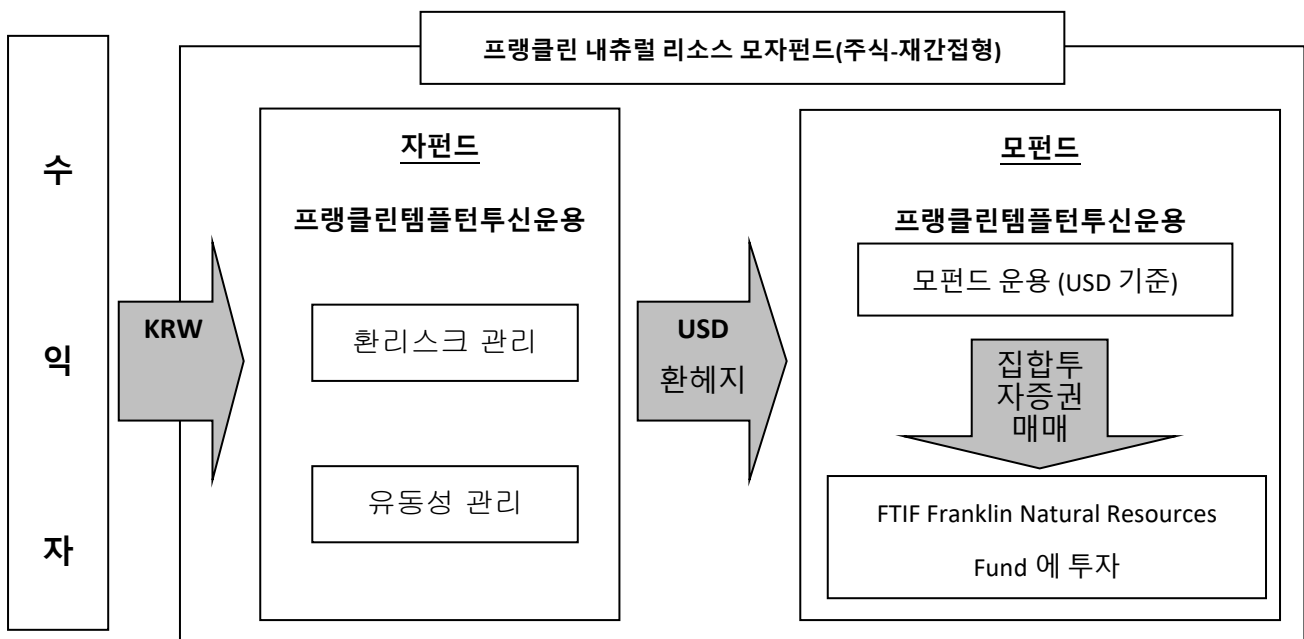 프랭클린 내츄럴 리소스 모자펀드(주식-재간접형)
수
익
자
KRW
자펀드
프랭클린템플턴투신운용
환리스크 관리
유동성 관리
USD
환헤지
모펀드
프랭클린템플턴투신운용
모펀드 운용 (USD 기준)
집합투
자증권
매매
FTIF Franklin Natural Resources
Fund 에 투자